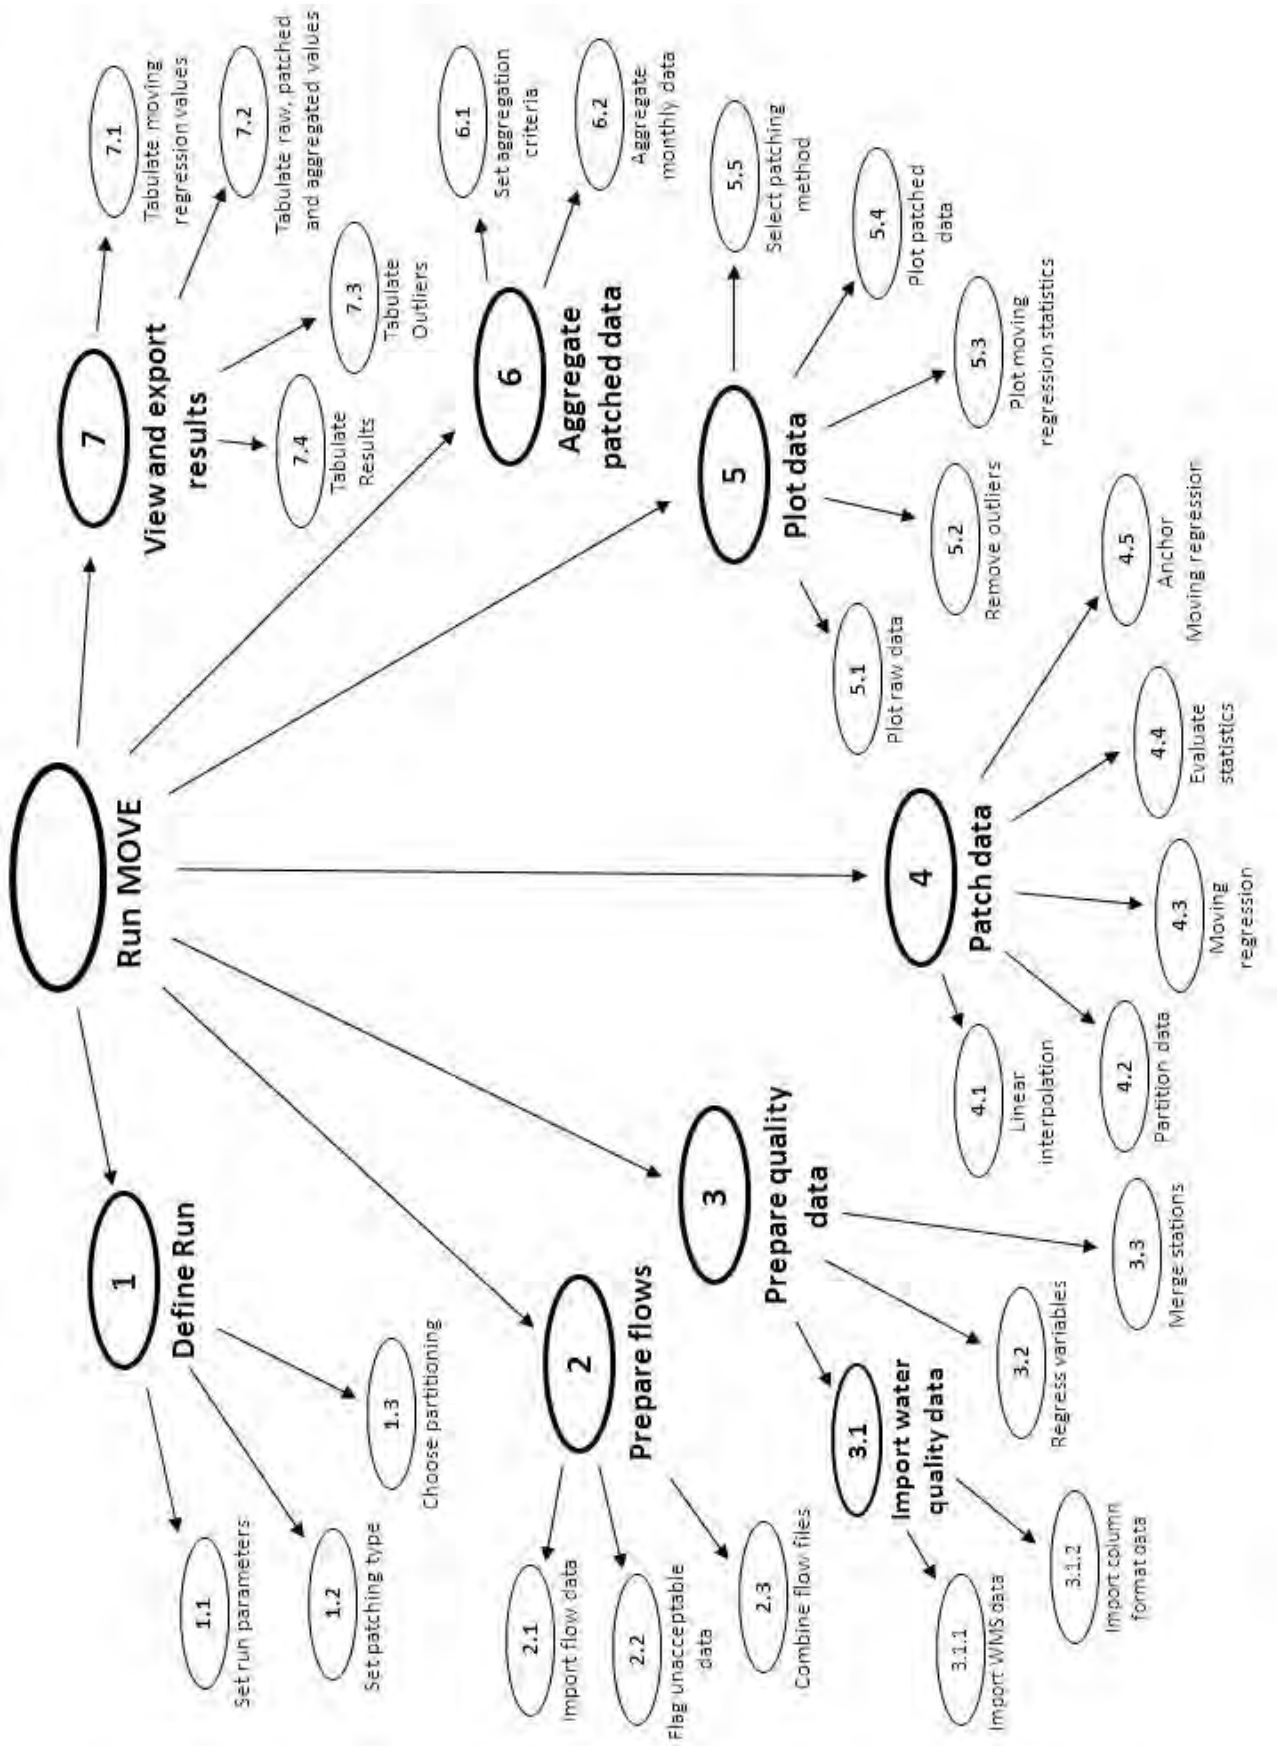 Run MOVE
1
Define Run
1.1
Set run parameters
1.2
Set patching type
1.3
Choose partitioning
2
Prepare flows
2.1
Import flow data
2.2
Flag unacceptable
data
2.3
Combine flow files
3
Prepare quality
data
3.1
Import water
quality data
3.1.1
Import WMS data
3.1.2
Import column
format data
3.2
Regress variables
3.3
Merge stations
4
Patch data
4.1
Linear
interpolation
4.2
Partition data
4.3
Moving
regression
4.4
Evaluate
statistics
4.5
Anchor
Moving regression
5
Plot data
5.1
Plot raw data
5.2
Remove outliers
5.3
Plot moving
regression statistics
5.4
Plot patched
data
5.5
Select patching
method
6
Aggregate
patched data
6.1
Set aggregation
criteria
6.2
Aggregate
monthly data
7
View and export
results
7.1
Tabulate moving
regression values
7.2
Tabulate raw, patched
and aggregated values
7.3
Tabulate
Outliers
7.4
Tabulate
Results